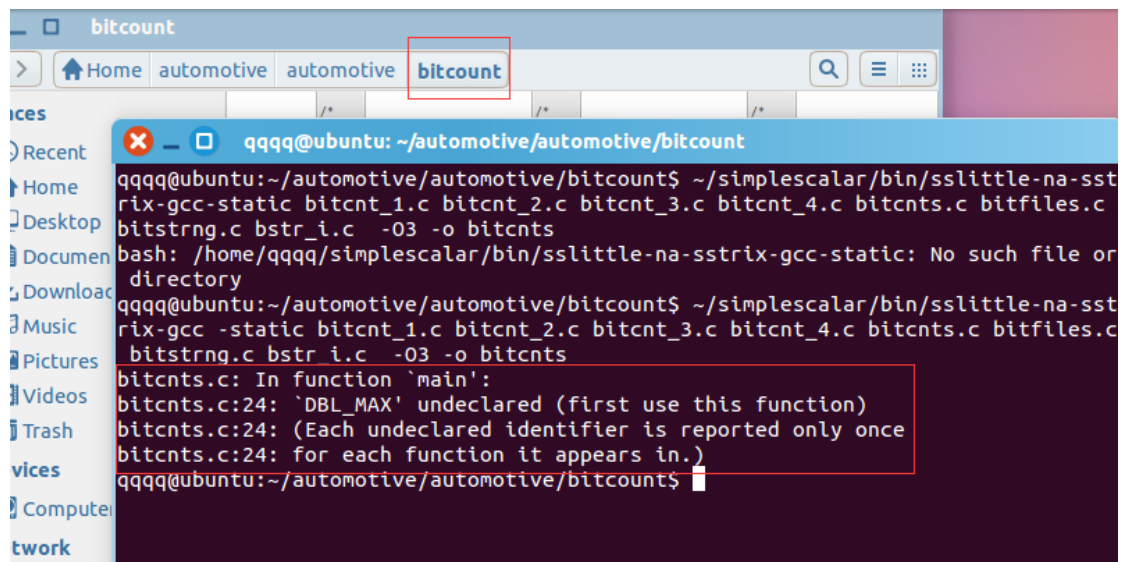 bitcount
Home automotive automotive bitcount
/* /* /*
Recent
Home
Desktop
Documen
Download
Music
Pictures
Videos
Trash
vices
Computer
twork
qqqq@ubuntu: ~/automotive/automotive/bitcount
qqqq@ubuntu:~/automotive/automotive/bitcount$ ~/simplescalar/bin/sslittle-na-sst
rix-gcc-static bitcnt_1.c bitcnt_2.c bitcnt_3.c bitcnt_4.c bitcnts.c bitfiles.c
bitstrng.c bstr_i.c  -O3 -o bitcnts
bash: /home/qqqq/simplescalar/bin/sslittle-na-sstrix-gcc-static: No such file or
 directory
qqqq@ubuntu:~/automotive/automotive/bitcount$ ~/simplescalar/bin/sslittle-na-sst
rix-gcc -static bitcnt_1.c bitcnt_2.c bitcnt_3.c bitcnt_4.c bitcnts.c bitfiles.c
 bitstrng.c bstr_i.c  -O3 -o bitcnts
bitcnts.c: In function `main':
bitcnts.c:24: `DBL_MAX' undeclared (first use this function)
bitcnts.c:24: (Each undeclared identifier is reported only once
bitcnts.c:24: for each function it appears in.)
qqqq@ubuntu:~/automotive/automotive/bitcount$